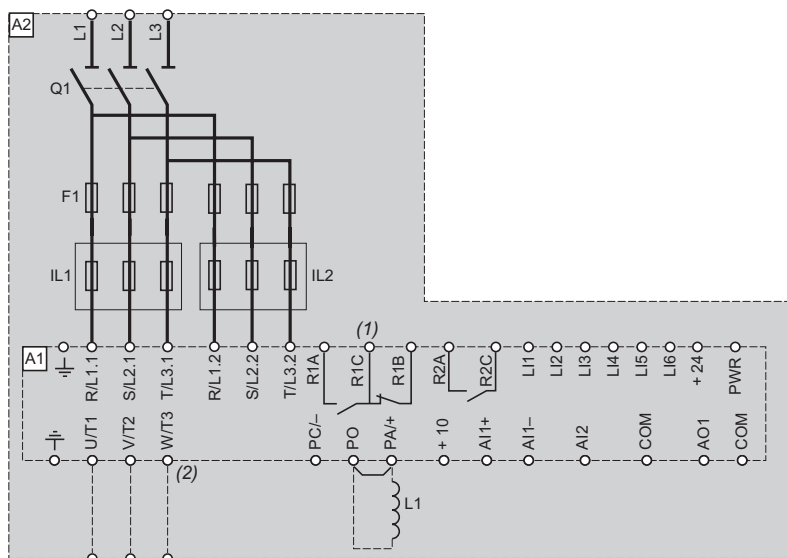 A2
L1 L2 L3
Q1
F1
IL1 IL2
(1)
A1
R/L1.1 S/L2.1 T/L3.1 R/L1.2 S/L2.2 T/L3.2 R1A R1C R1B R2A R2C LI1 LI2 LI3 LI4 LI5 LI6 + 24 PWR
U/T1 V/T2 W/T3 PC/– PO PA/+ + 10 AI1+ AI1– AI2 COM AO1 COM
(2)
L1